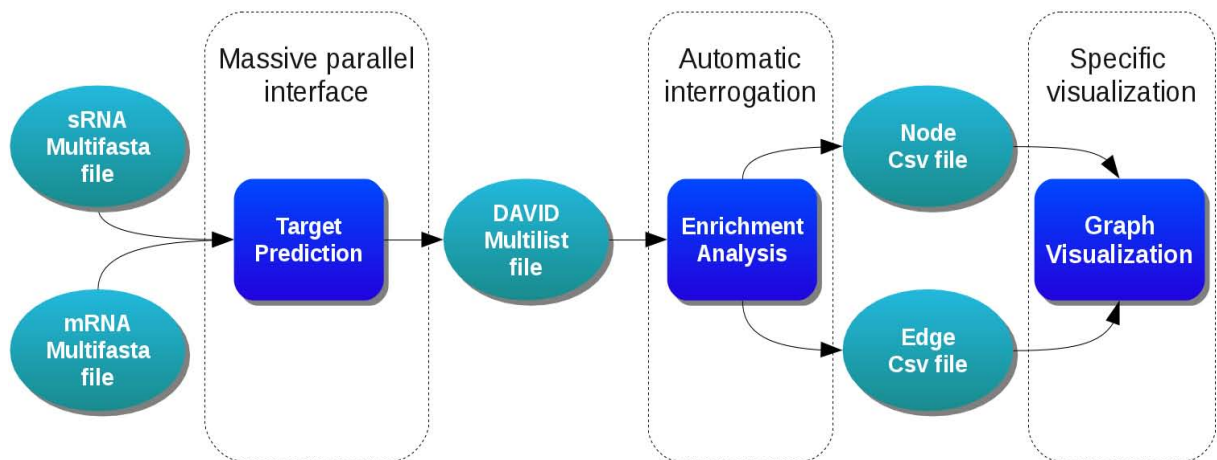 Massive parallel
interface
Automatic
interrogation
Specific
visualization
sRNA
Multifasta
file
mRNA
Multifasta
file
Target
Prediction
DAVID
Multilist
file
Enrichment
Analysis
Node
Csv file
Edge
Csv file
Graph
Visualization